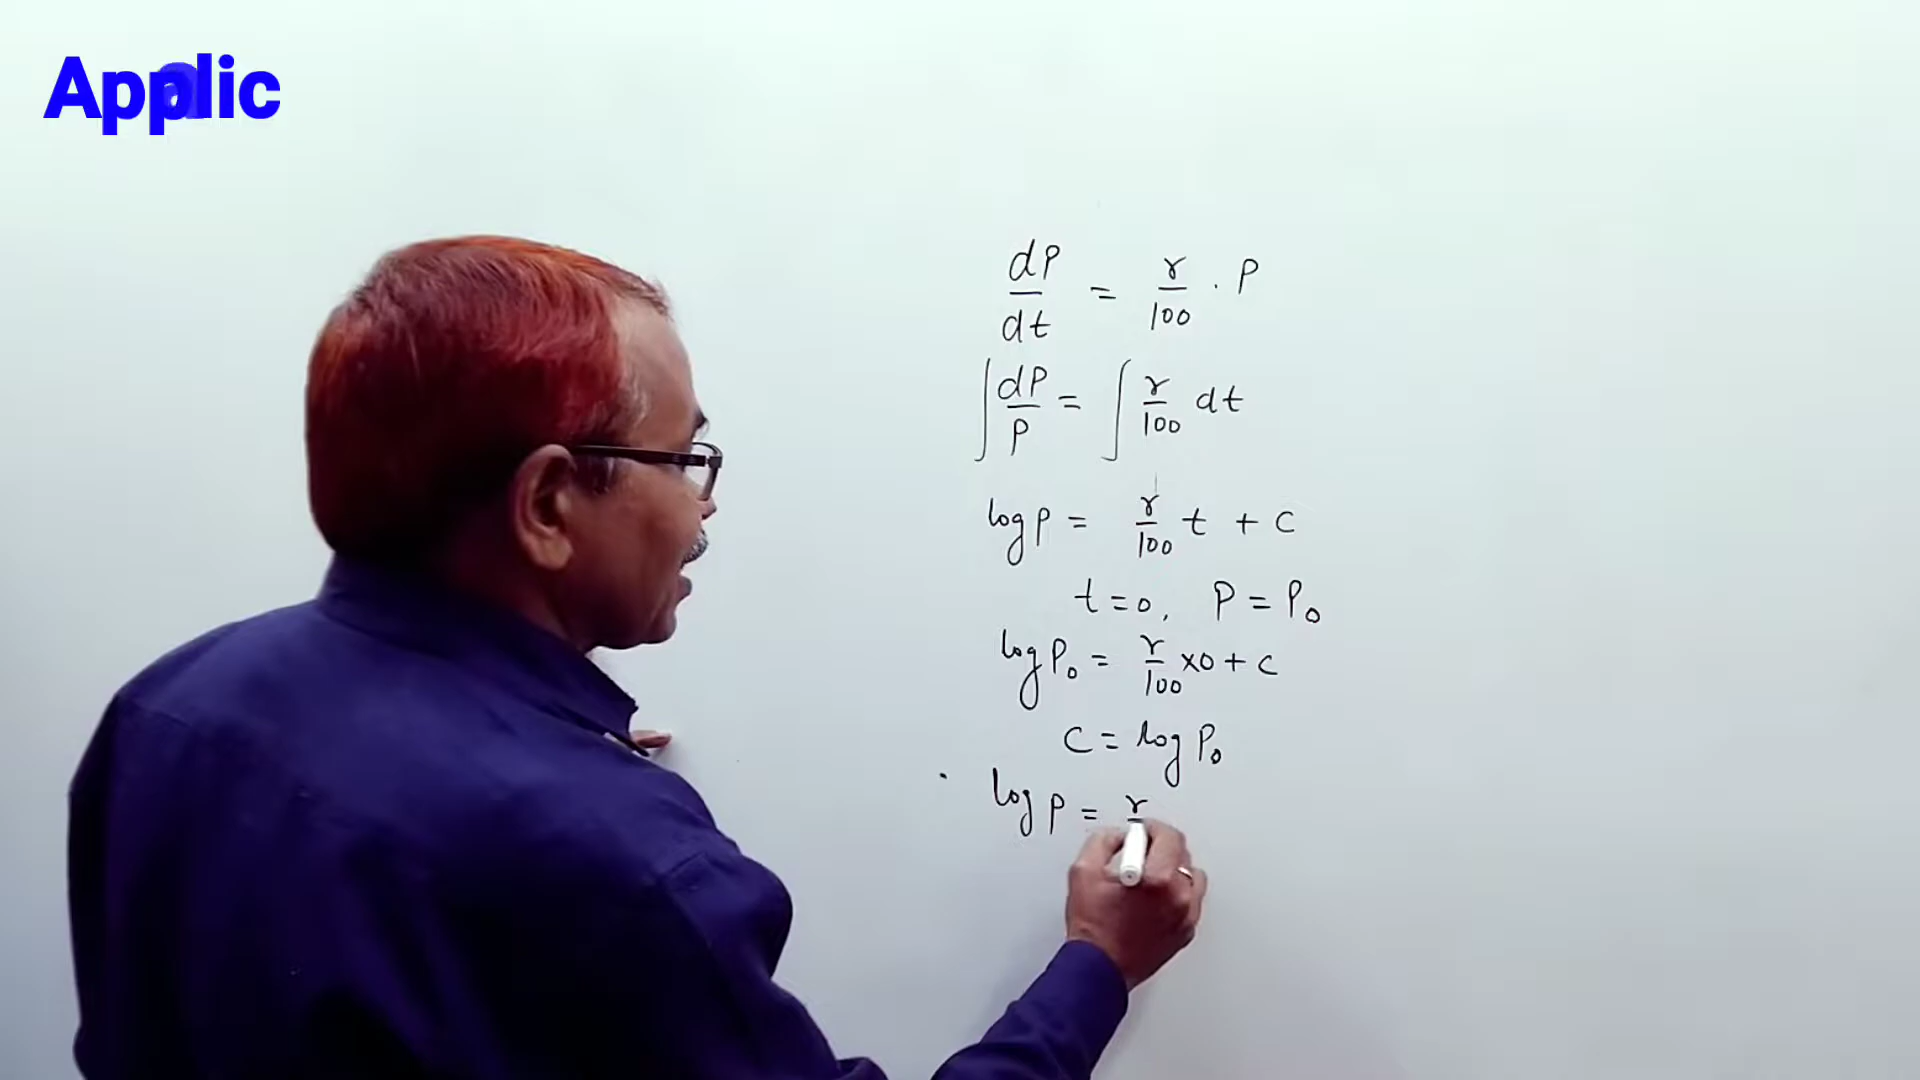 Applic
dP/dt = r/100 . P
∫ dP/P = ∫ r/100 dt
log P = r/100 t + c
t = 0, P = P₀
log P₀ = r/100 × 0 + c
c = log P₀
log P = r